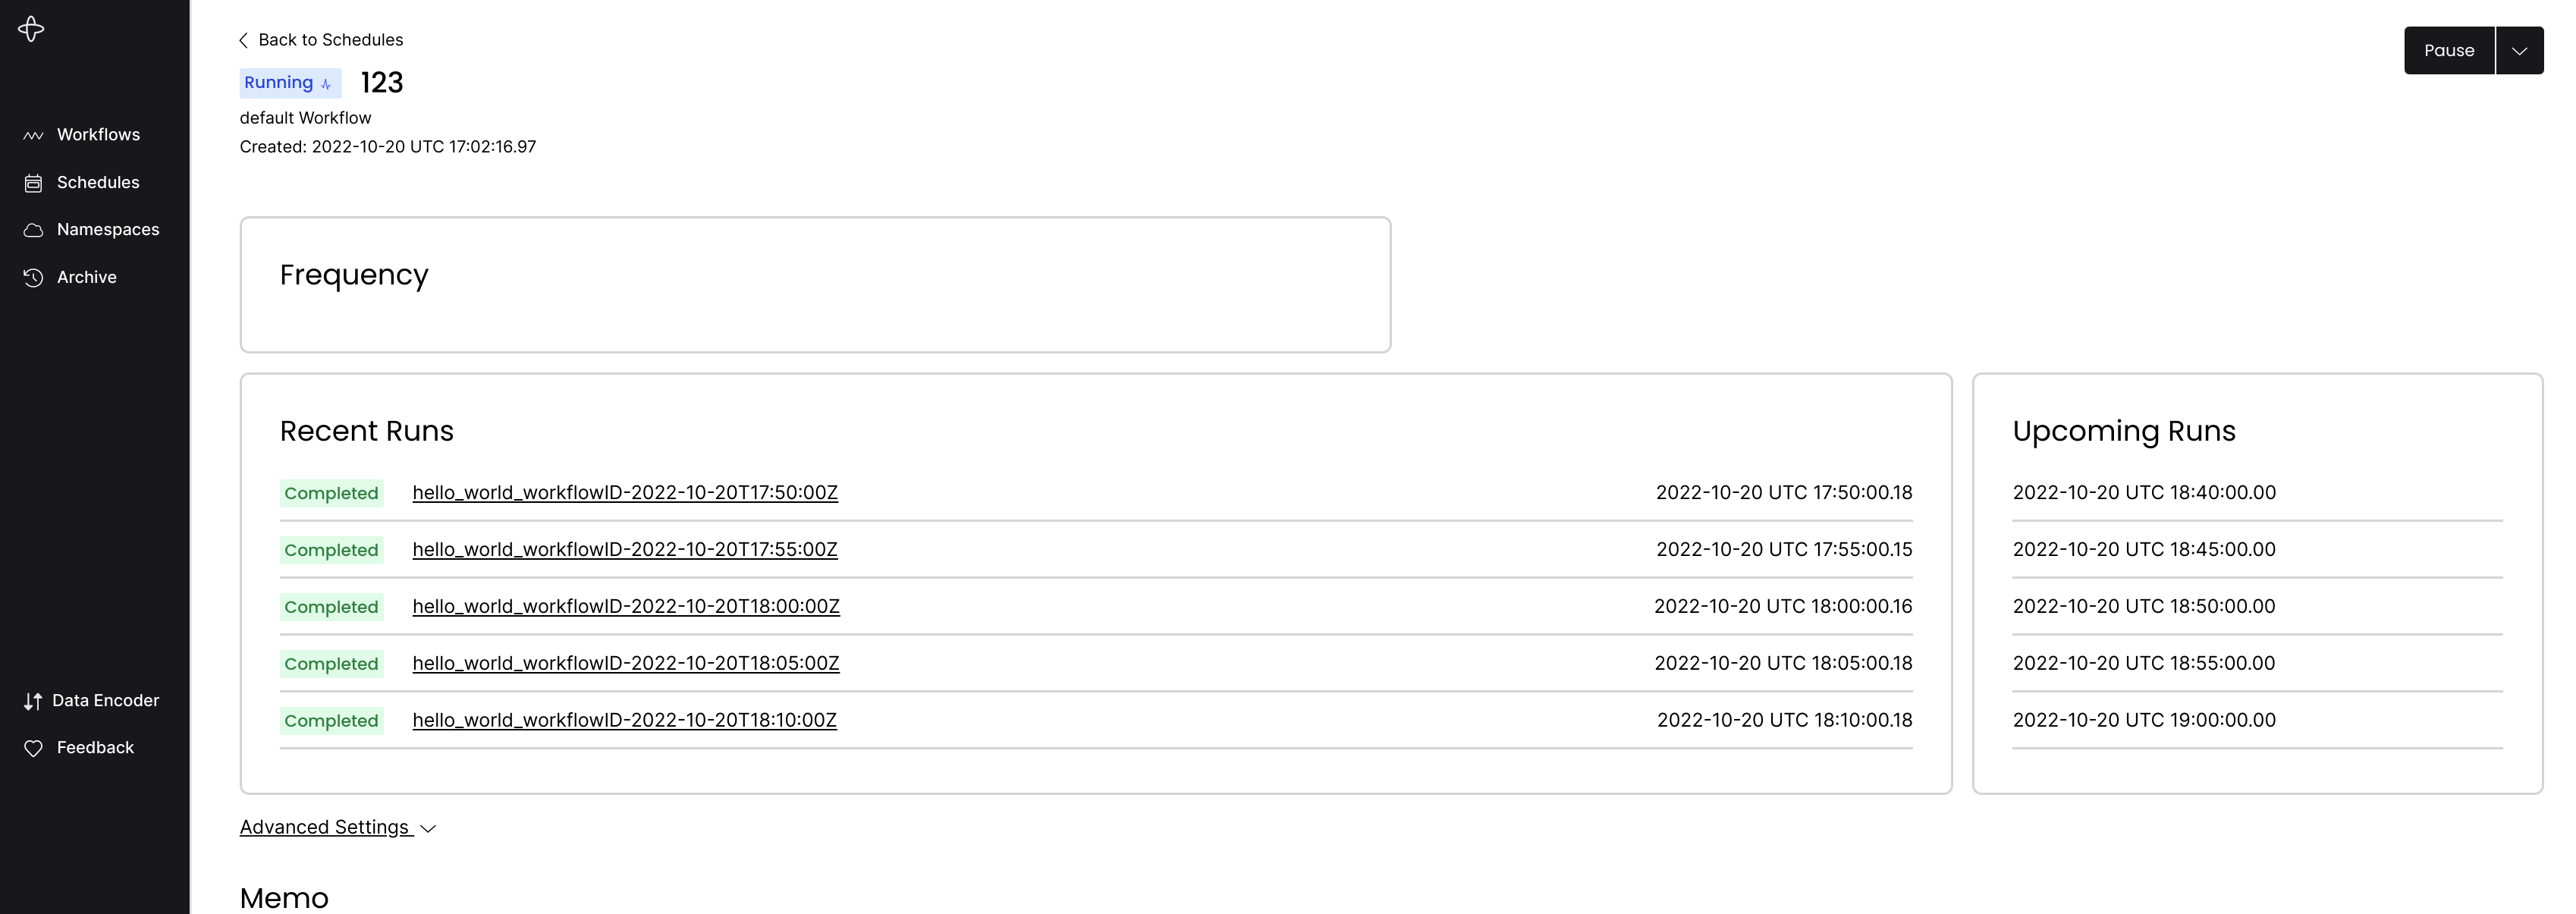 Workflows
Schedules
Namespaces
Archive
Data Encoder
Feedback
Back to Schedules
Running 123
default Workflow
Created: 2022-10-20 UTC 17:02:16.97
Pause
Frequency
Recent Runs
Completed hello_world_workflowID-2022-10-20T17:50:00Z 2022-10-20 UTC 17:50:00.18
Completed hello_world_workflowID-2022-10-20T17:55:00Z 2022-10-20 UTC 17:55:00.15
Completed hello_world_workflowID-2022-10-20T18:00:00Z 2022-10-20 UTC 18:00:00.16
Completed hello_world_workflowID-2022-10-20T18:05:00Z 2022-10-20 UTC 18:05:00.18
Completed hello_world_workflowID-2022-10-20T18:10:00Z 2022-10-20 UTC 18:10:00.18
Upcoming Runs
2022-10-20 UTC 18:40:00.00
2022-10-20 UTC 18:45:00.00
2022-10-20 UTC 18:50:00.00
2022-10-20 UTC 18:55:00.00
2022-10-20 UTC 19:00:00.00
Advanced Settings
Memo